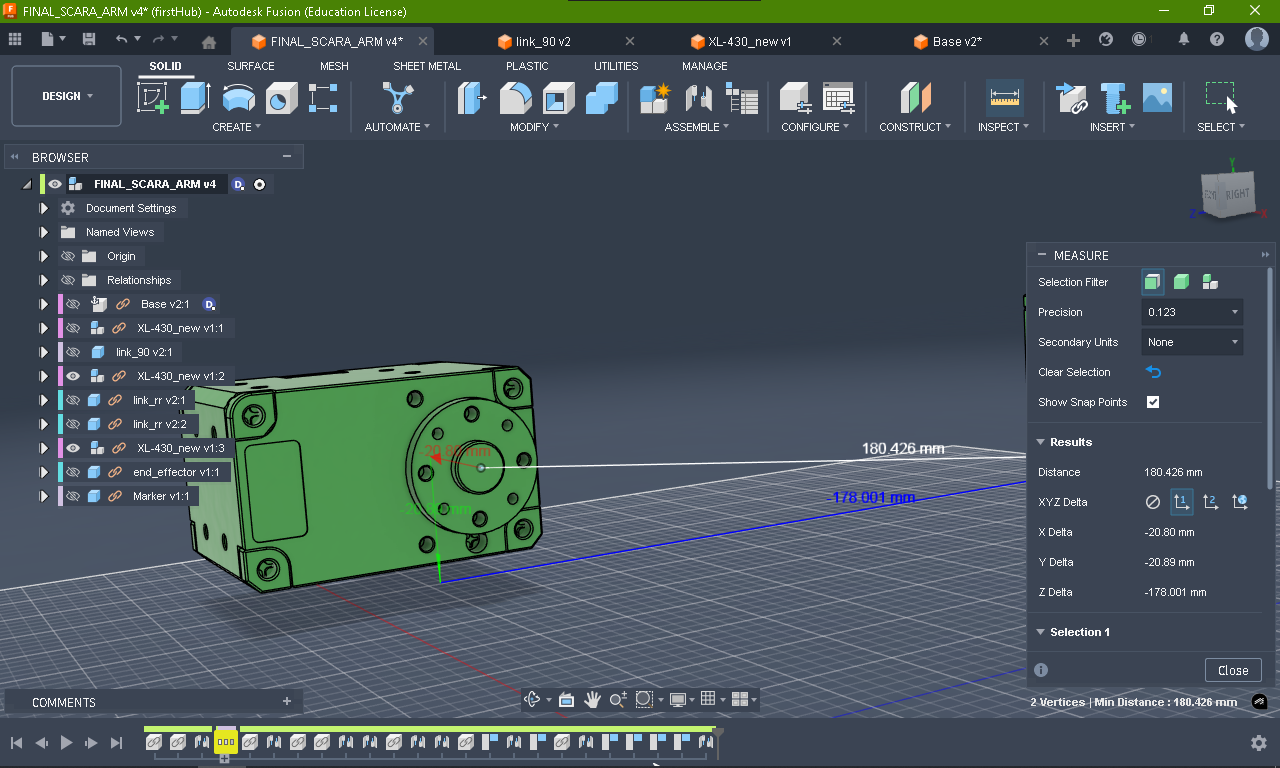 FINAL_SCARA_ARM v4* (firstHub) - Autodesk Fusion (Education License)
FINAL_SCARA_ARM v4*
link_90 v2
XL-430_new v1
Base v2*
1
SOLID
SURFACE
MESH
SHEET METAL
PLASTIC
UTILITIES
MANAGE
DESIGN
CREATE
AUTOMATE
MODIFY
ASSEMBLE
CONFIGURE
CONSTRUCT
INSPECT
INSERT
SELECT
BROWSER
FINAL_SCARA_ARM v4
D
Document Settings
Named Views
Origin
Relationships
Base v2:1
D
XL-430_new v1:1
link_90 v2:1
XL-430_new v1:2
link_rr v2:1
link_rr v2:2
XL-430_new v1:3
end_effector v1:1
Marker v1:1
Y
RIGHT
Z
X
180.426 mm
-178.001 mm
MEASURE
Selection Filter
Precision 0.123
Secondary Units None
Clear Selection
Show Snap Points
Results
Distance 180.426 mm
XYZ Delta 1 2
X Delta -20.80 mm
Y Delta -20.89 mm
Z Delta -178.001 mm
Selection 1
Close
COMMENTS
2 Vertices | Min Distance : 180.426 mm